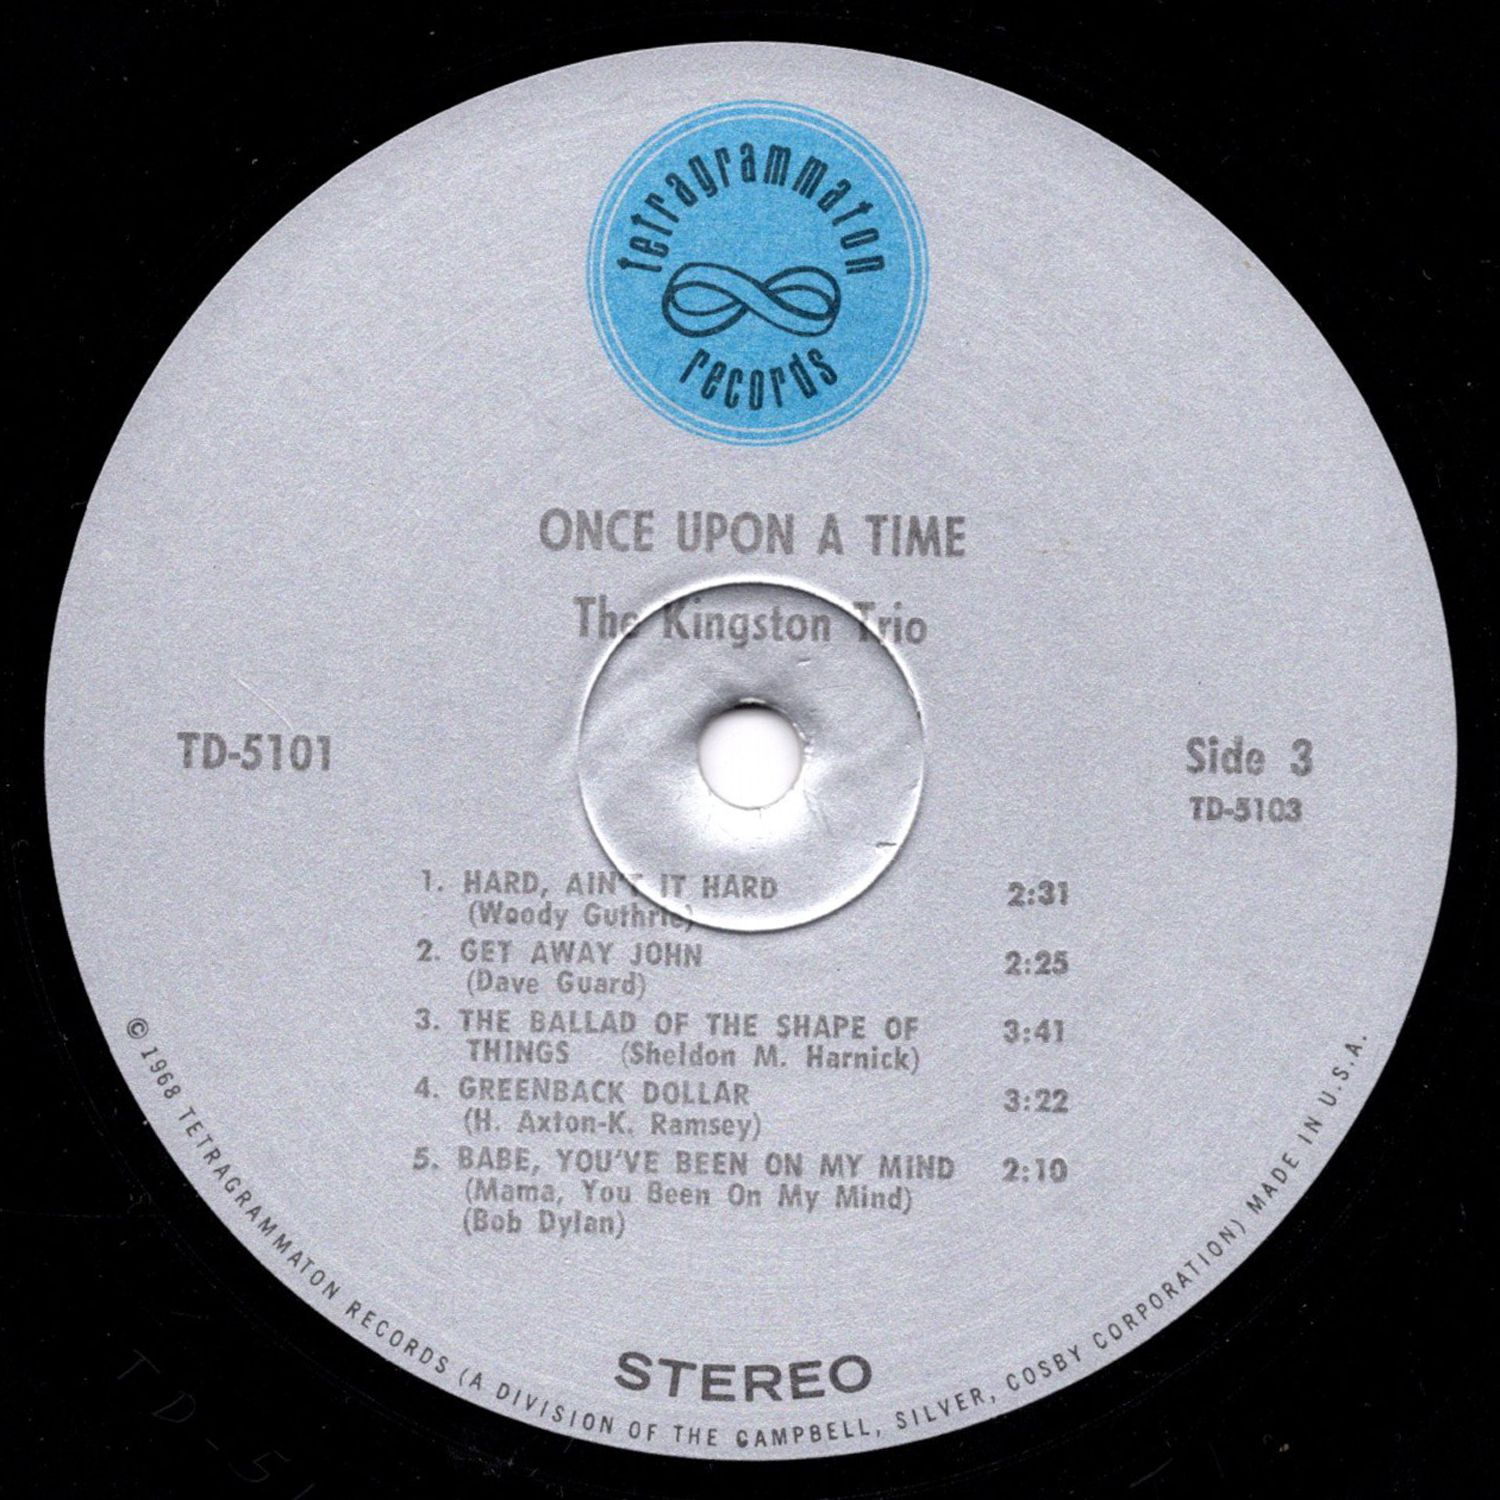 tetragrammaton
records
ONCE UPON A TIME
The Kingston Trio
TD-5101
Side 3
TD-5103
1. HARD, AIN'T IT HARD 2:31
(Woody Guthrie)
2. GET AWAY JOHN 2:25
(Dave Guard)
3. THE BALLAD OF THE SHAPE OF 3:41
THINGS (Sheldon M. Harnick)
4. GREENBACK DOLLAR 3:22
(H. Axton-K. Ramsey)
5. BABE, YOU'VE BEEN ON MY MIND 2:10
(Mama, You Been On My Mind)
(Bob Dylan)
STEREO
© 1968 TETRAGRAMMATON RECORDS (A DIVISION OF THE CAMPBELL, SILVER, COSBY CORPORATION) MADE IN U.S.A.